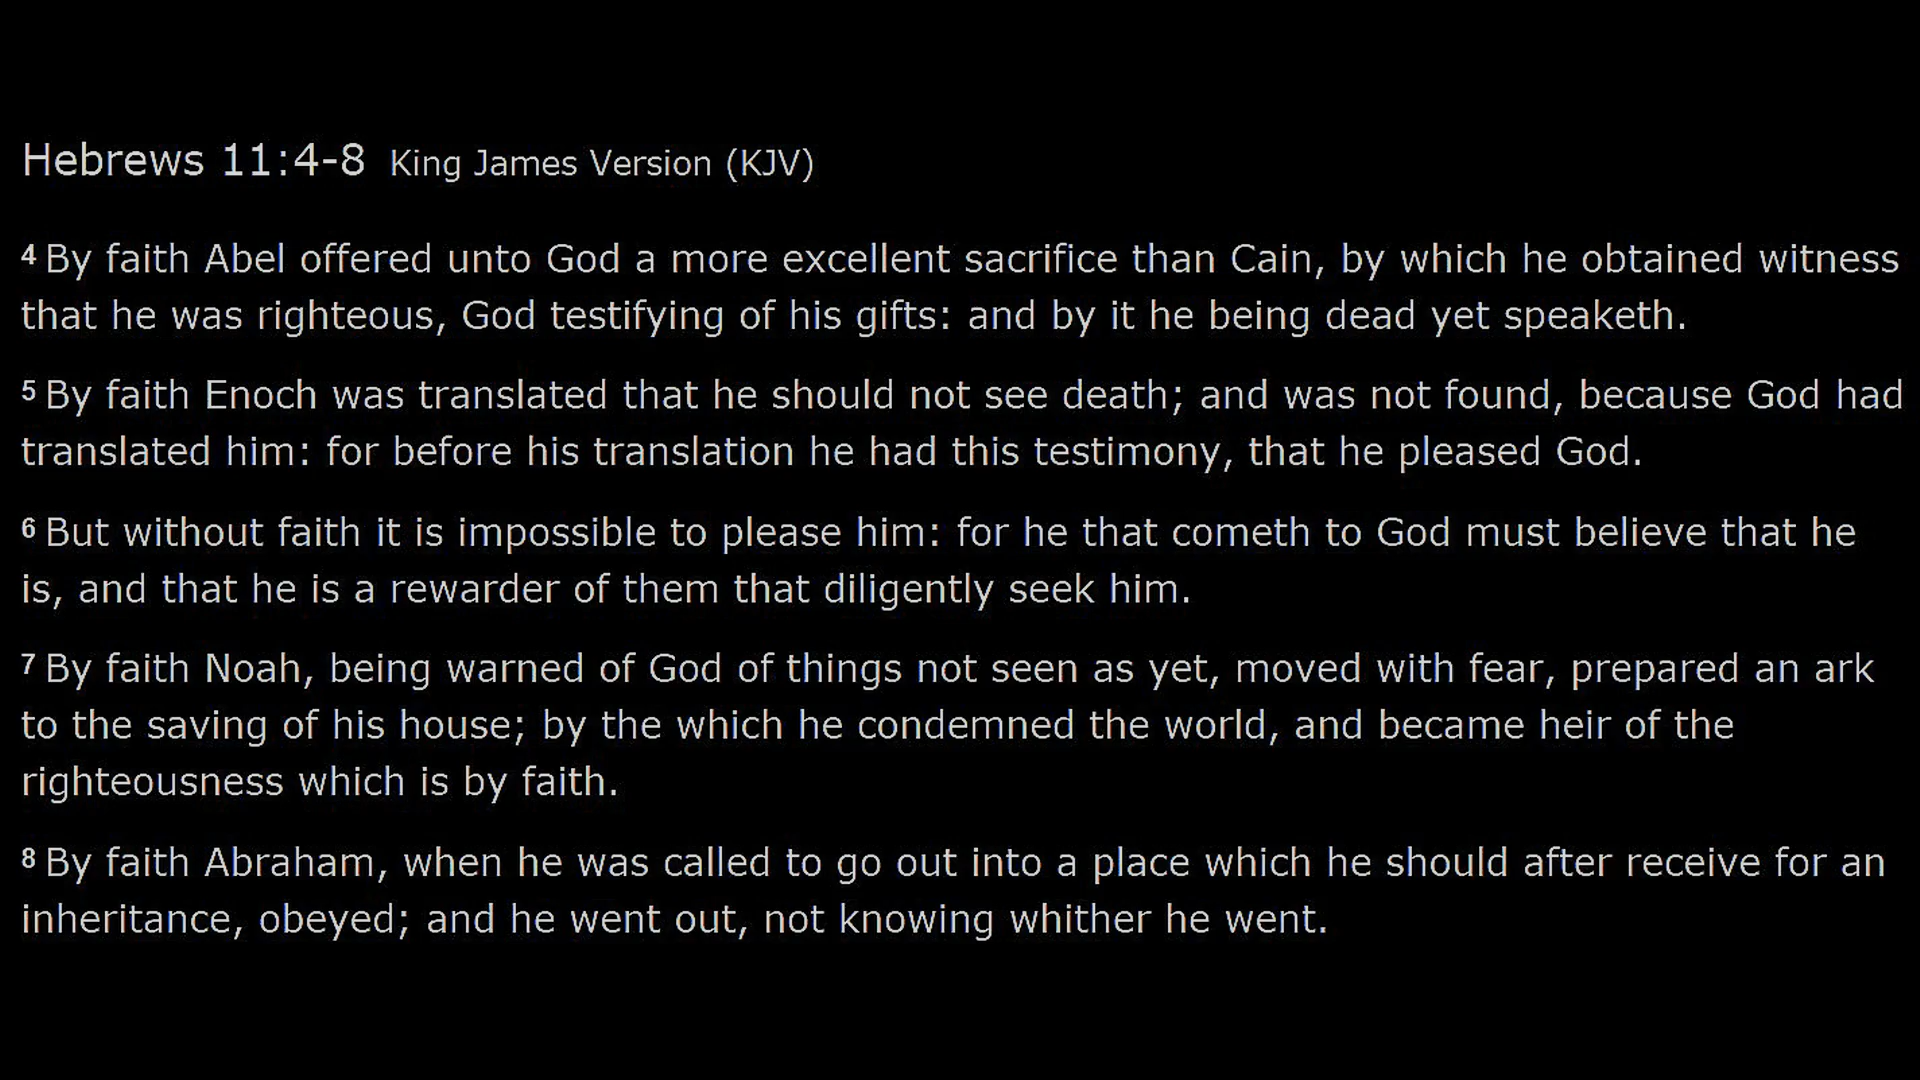 Hebrews 11:4-8 King James Version (KJV)
4 By faith Abel offered unto God a more excellent sacrifice than Cain, by which he obtained witness
that he was righteous, God testifying of his gifts: and by it he being dead yet speaketh.
5 By faith Enoch was translated that he should not see death; and was not found, because God had
translated him: for before his translation he had this testimony, that he pleased God.
6 But without faith it is impossible to please him: for he that cometh to God must believe that he
is, and that he is a rewarder of them that diligently seek him.
7 By faith Noah, being warned of God of things not seen as yet, moved with fear, prepared an ark
to the saving of his house; by the which he condemned the world, and became heir of the
righteousness which is by faith.
8 By faith Abraham, when he was called to go out into a place which he should after receive for an
inheritance, obeyed; and he went out, not knowing whither he went.